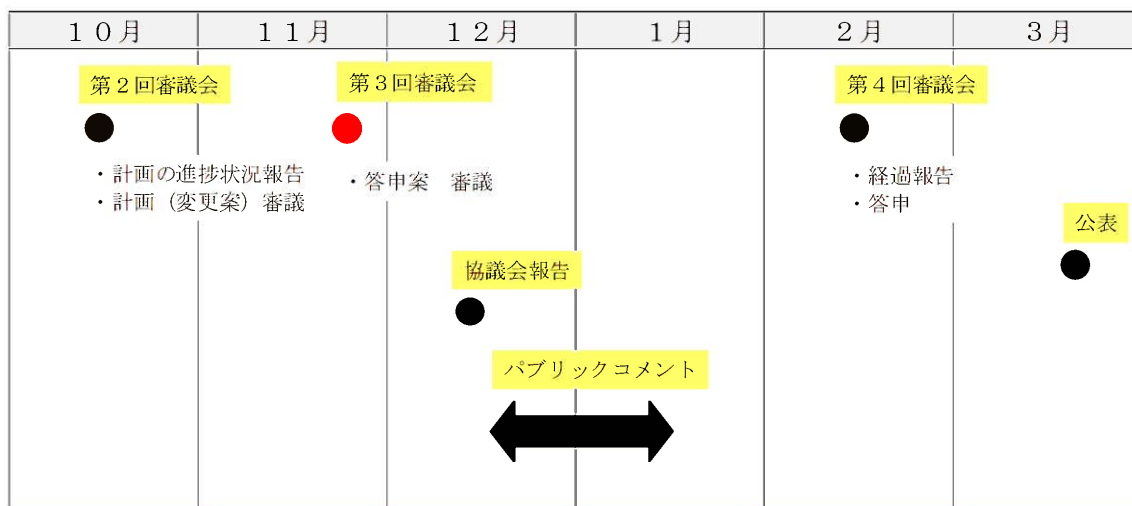 １０月
１１月
１２月
１月
２月
３月
第２回審議会
・計画の進捗状況報告
・計画（変更案）審議
第３回審議会
・答申案　審議
協議会報告
パブリックコメント
第４回審議会
・経過報告
・答申
公表